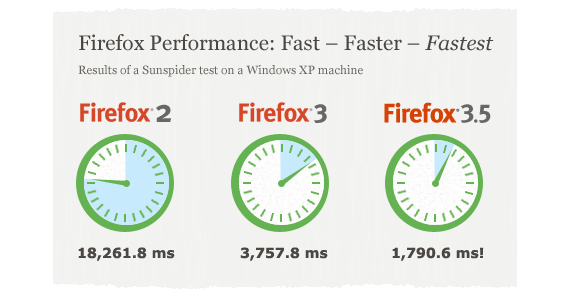 Firefox Performance: Fast – Faster – Fastest
Results of a Sunspider test on a Windows XP machine
Firefox 2 Firefox 3 Firefox 3.5
18,261.8 ms 3,757.8 ms 1,790.6 ms!